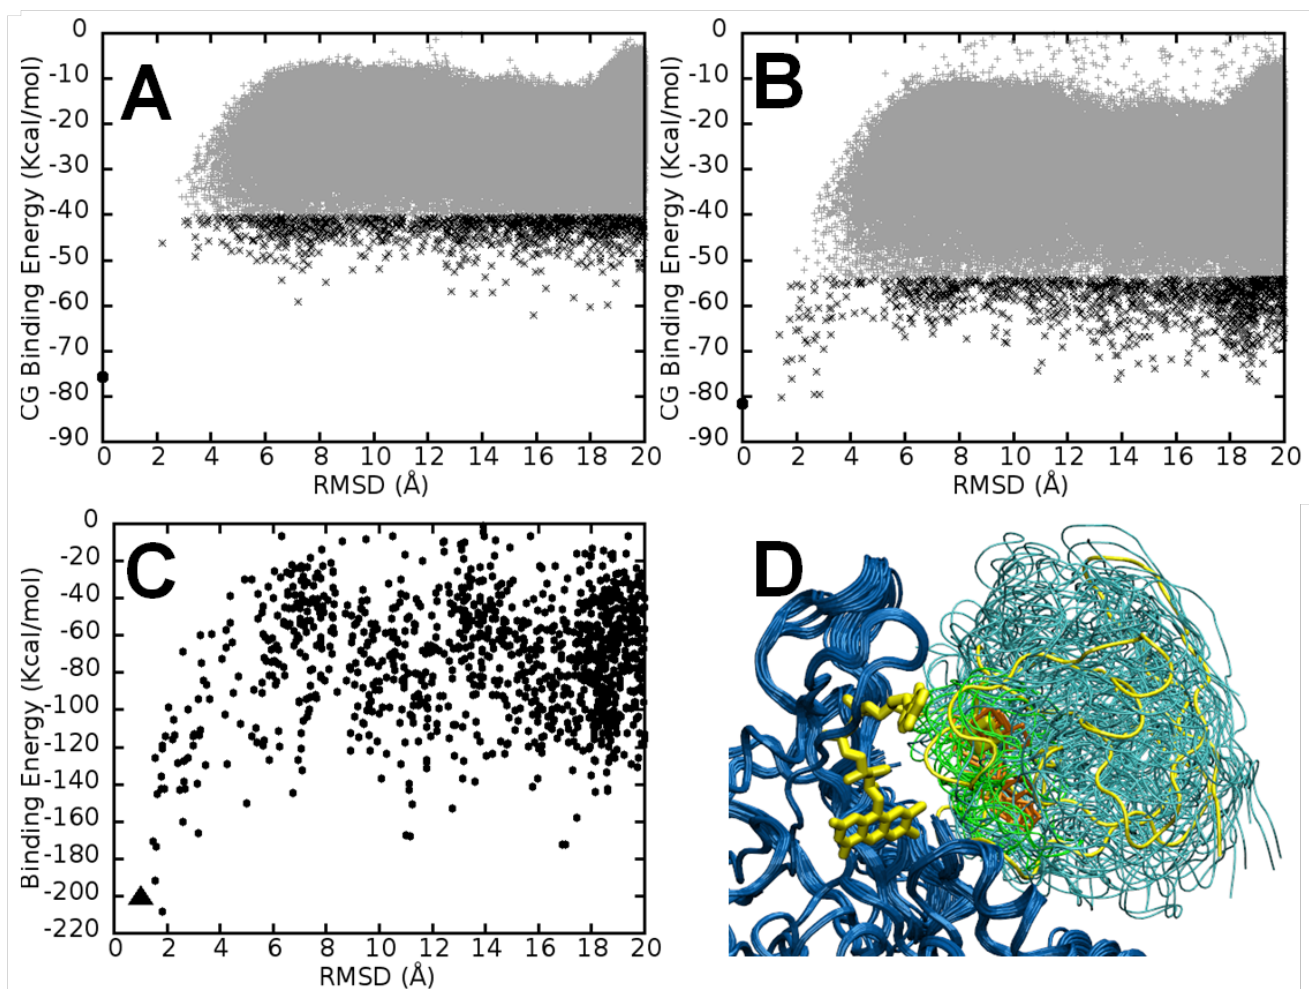 A
CG Binding Energy (Kcal/mol)
0
-10
-20
-30
-40
-50
-60
-70
-80
-90
0 2 4 6 8 10 12 14 16 18 20
RMSD (Å)
B
CG Binding Energy (Kcal/mol)
0
-10
-20
-30
-40
-50
-60
-70
-80
-90
0 2 4 6 8 10 12 14 16 18 20
RMSD (Å)
C
Binding Energy (Kcal/mol)
0
-20
-40
-60
-80
-100
-120
-140
-160
-180
-200
-220
0 2 4 6 8 10 12 14 16 18 20
RMSD (Å)
D